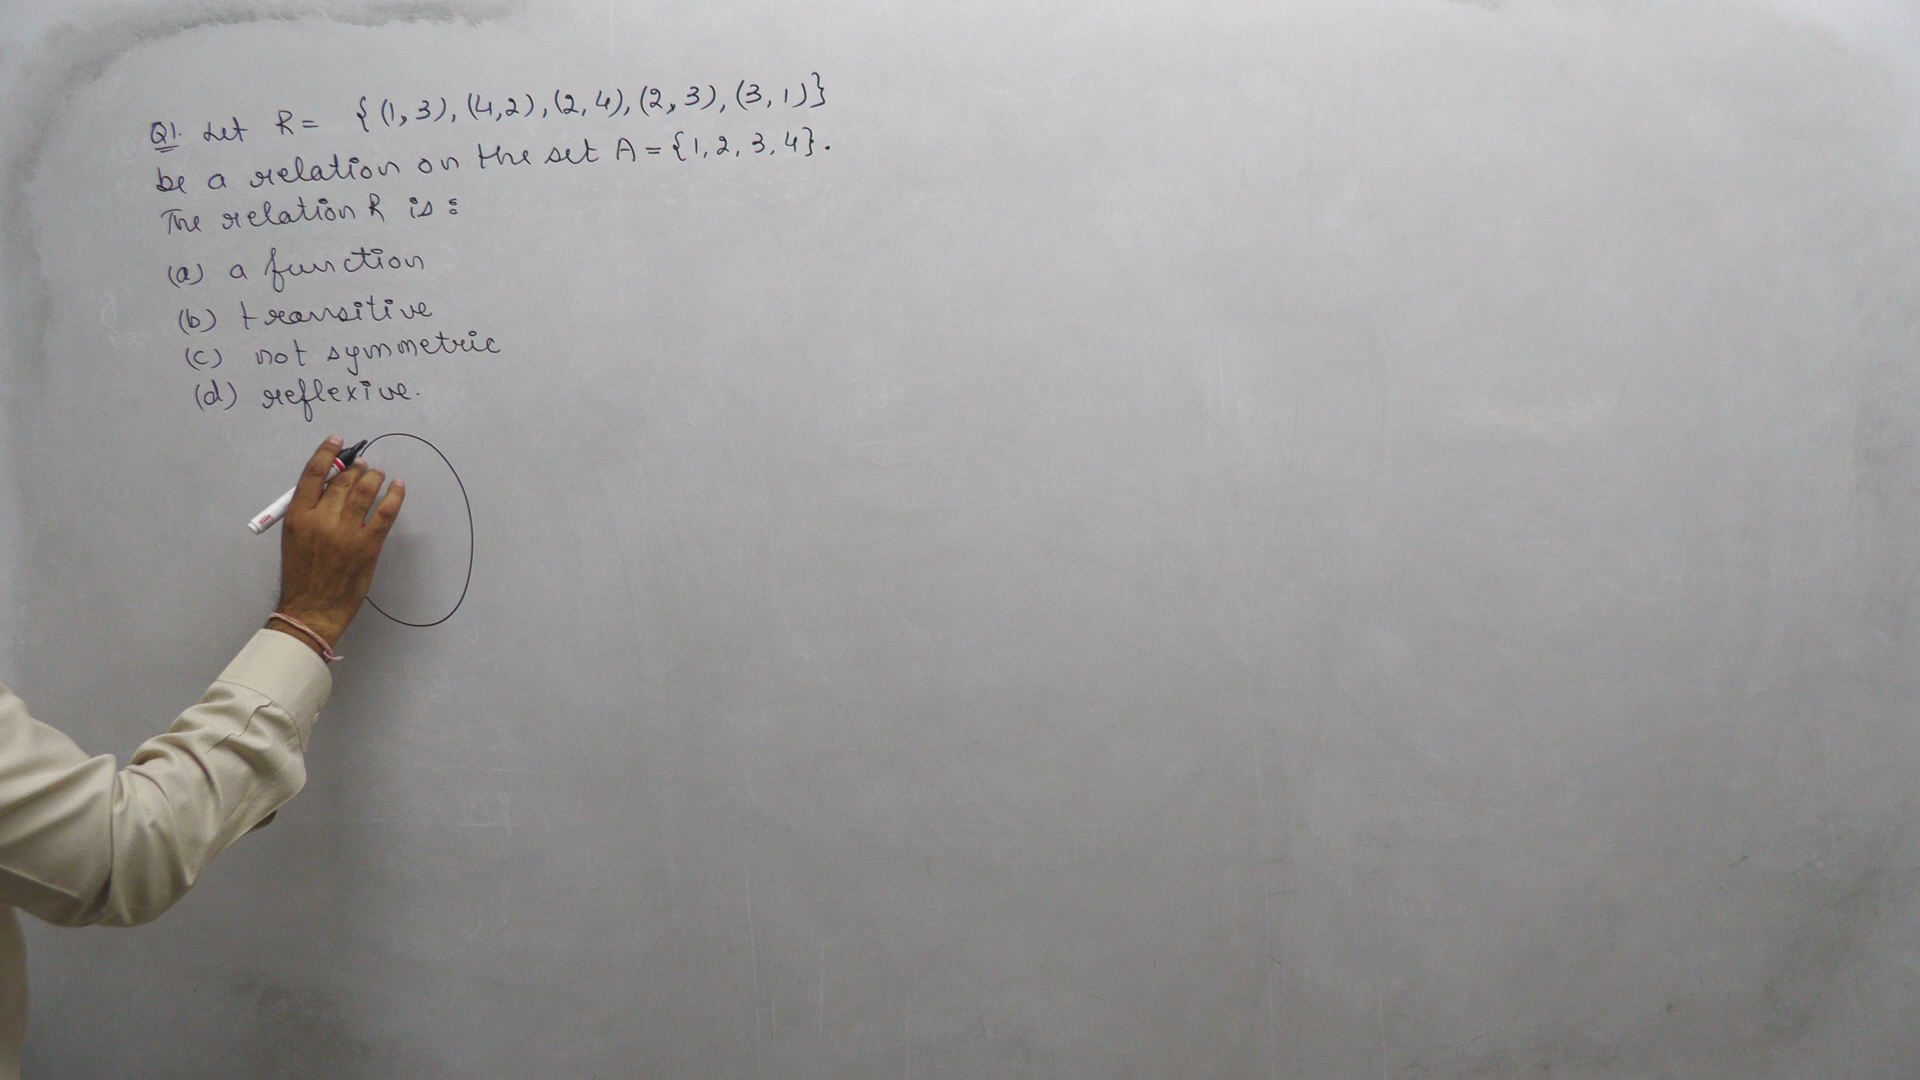 Q1. Let R = {(1,3), (4,2), (2,4), (2,3), (3,1)}
be a relation on the set A = {1, 2, 3, 4}.
The relation R is :
(a) a function
(b) transitive
(c) not symmetric
(d) reflexive.